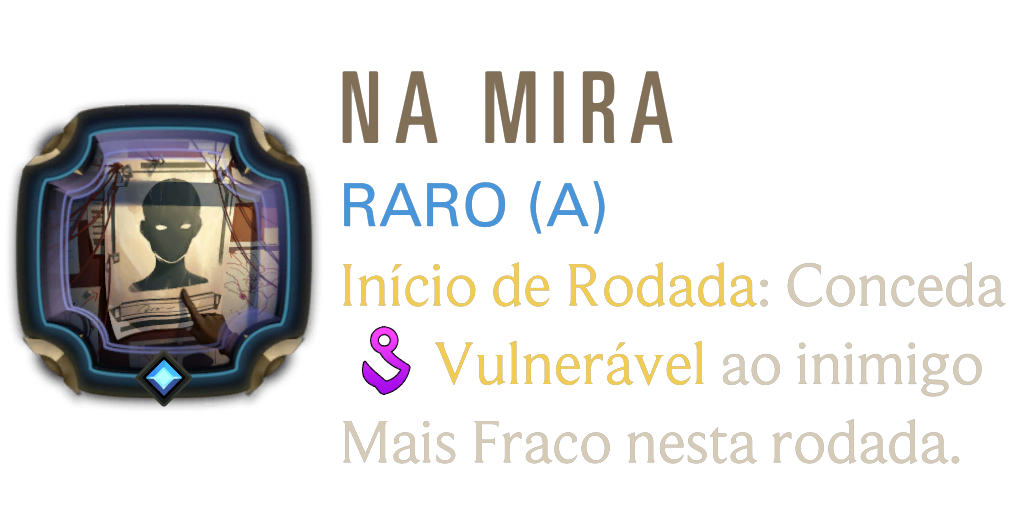 NA MIRA
RARO (A)
Início de Rodada: Conceda
Vulnerável ao inimigo
Mais Fraco nesta rodada.